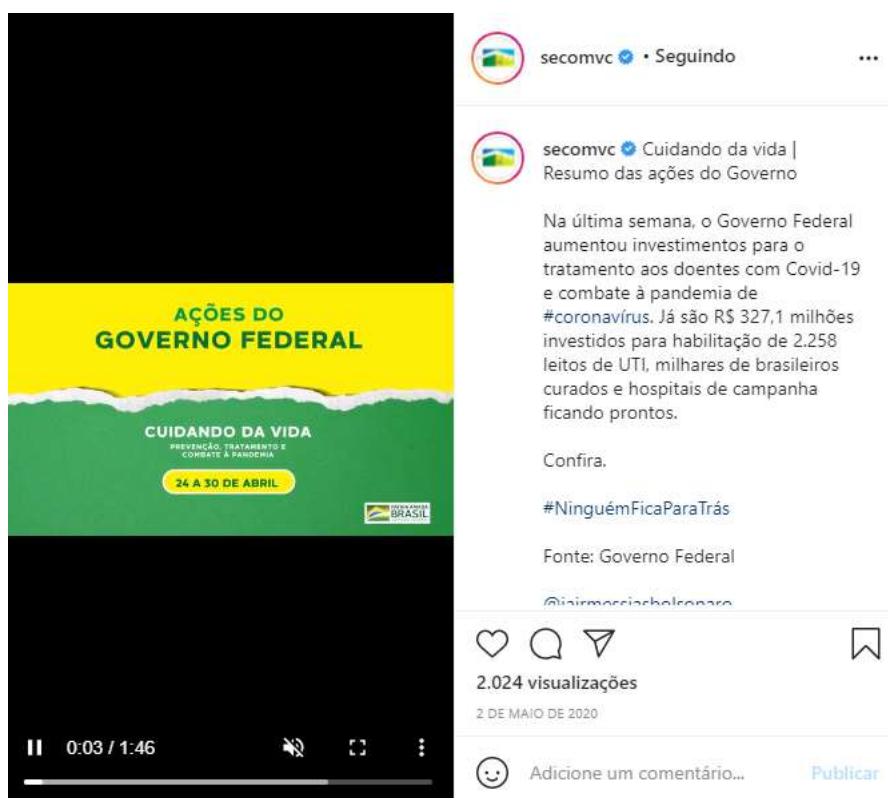 AÇÕES DO
GOVERNO FEDERAL
CUIDANDO DA VIDA
PREVENÇÃO, TRATAMENTO E
COMBATE À PANDEMIA
24 A 30 DE ABRIL
BRASIL
0:03 / 1:46
secomvc • Seguindo
secomvc Cuidando da vida |
Resumo das ações do Governo
Na última semana, o Governo Federal
aumentou investimentos para o
tratamento aos doentes com Covid-19
e combate à pandemia de
#coronavírus. Já são R$ 327,1 milhões
investidos para habilitação de 2.258
leitos de UTI, milhares de brasileiros
curados e hospitais de campanha
ficando prontos.
Confira.
#NinguémFicaParaTrás
Fonte: Governo Federal
@jairmessiasbolsonaro
2.024 visualizações
2 DE MAIO DE 2020
Adicione um comentário...
Publicar